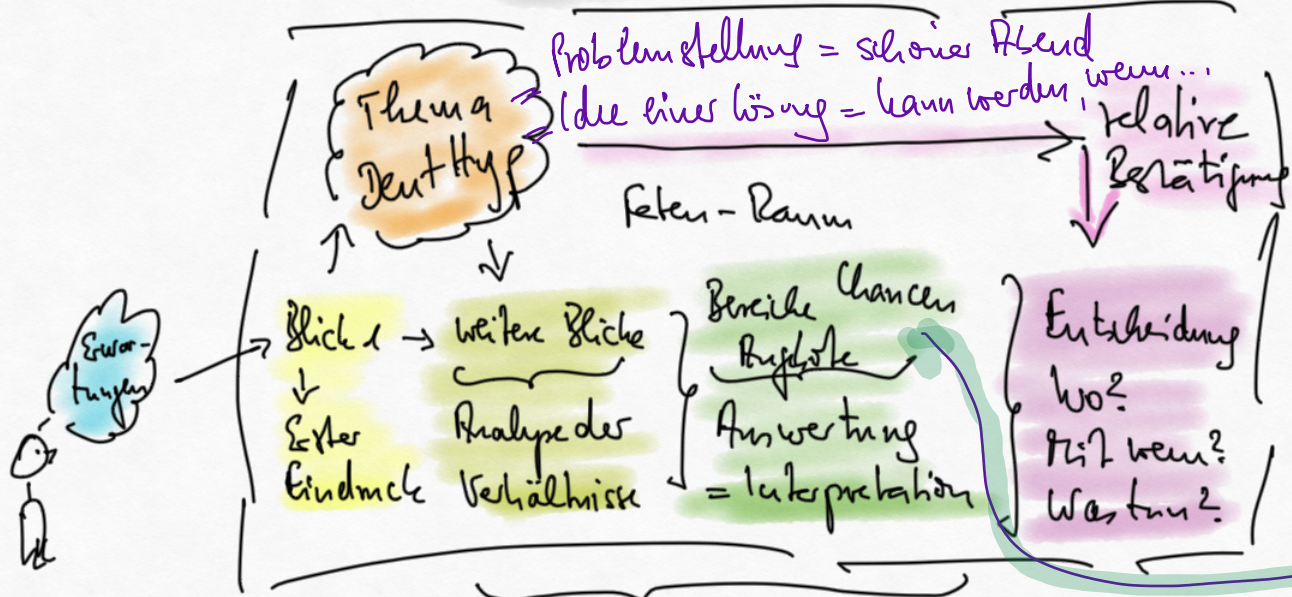 Problemstellung = schöner Abend
Idee einer Lösung = kann werden, wenn...
Thema
DeutHyp
relative
Bestätigung
Feten-Raum
Erwar-
tungen
Blick 1
weitere Blicke
Erster
Eindruck
Analyse der
Verhältnisse
Bereiche Chancen
Angebote
Auswertung
= Interpretation
Entscheidung
Wo?
Mit wem?
Was tun?